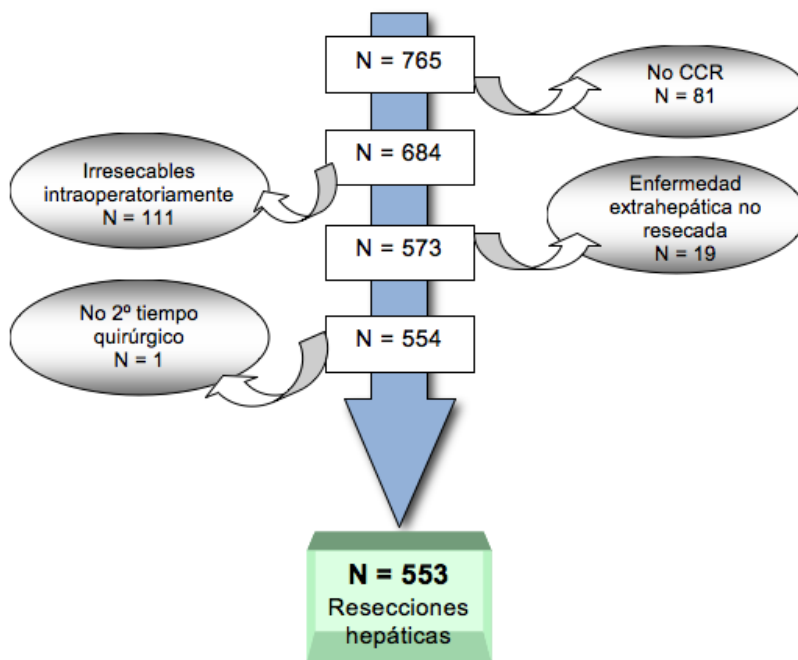 N = 765
No CCR
N = 81
N = 684
Irresecables
intraoperatoriamente
N = 111
N = 573
Enfermedad
extrahepática no
resecada
N = 19
N = 554
No 2º tiempo
quirúrgico
N = 1
N = 553
Resecciones
hepáticas